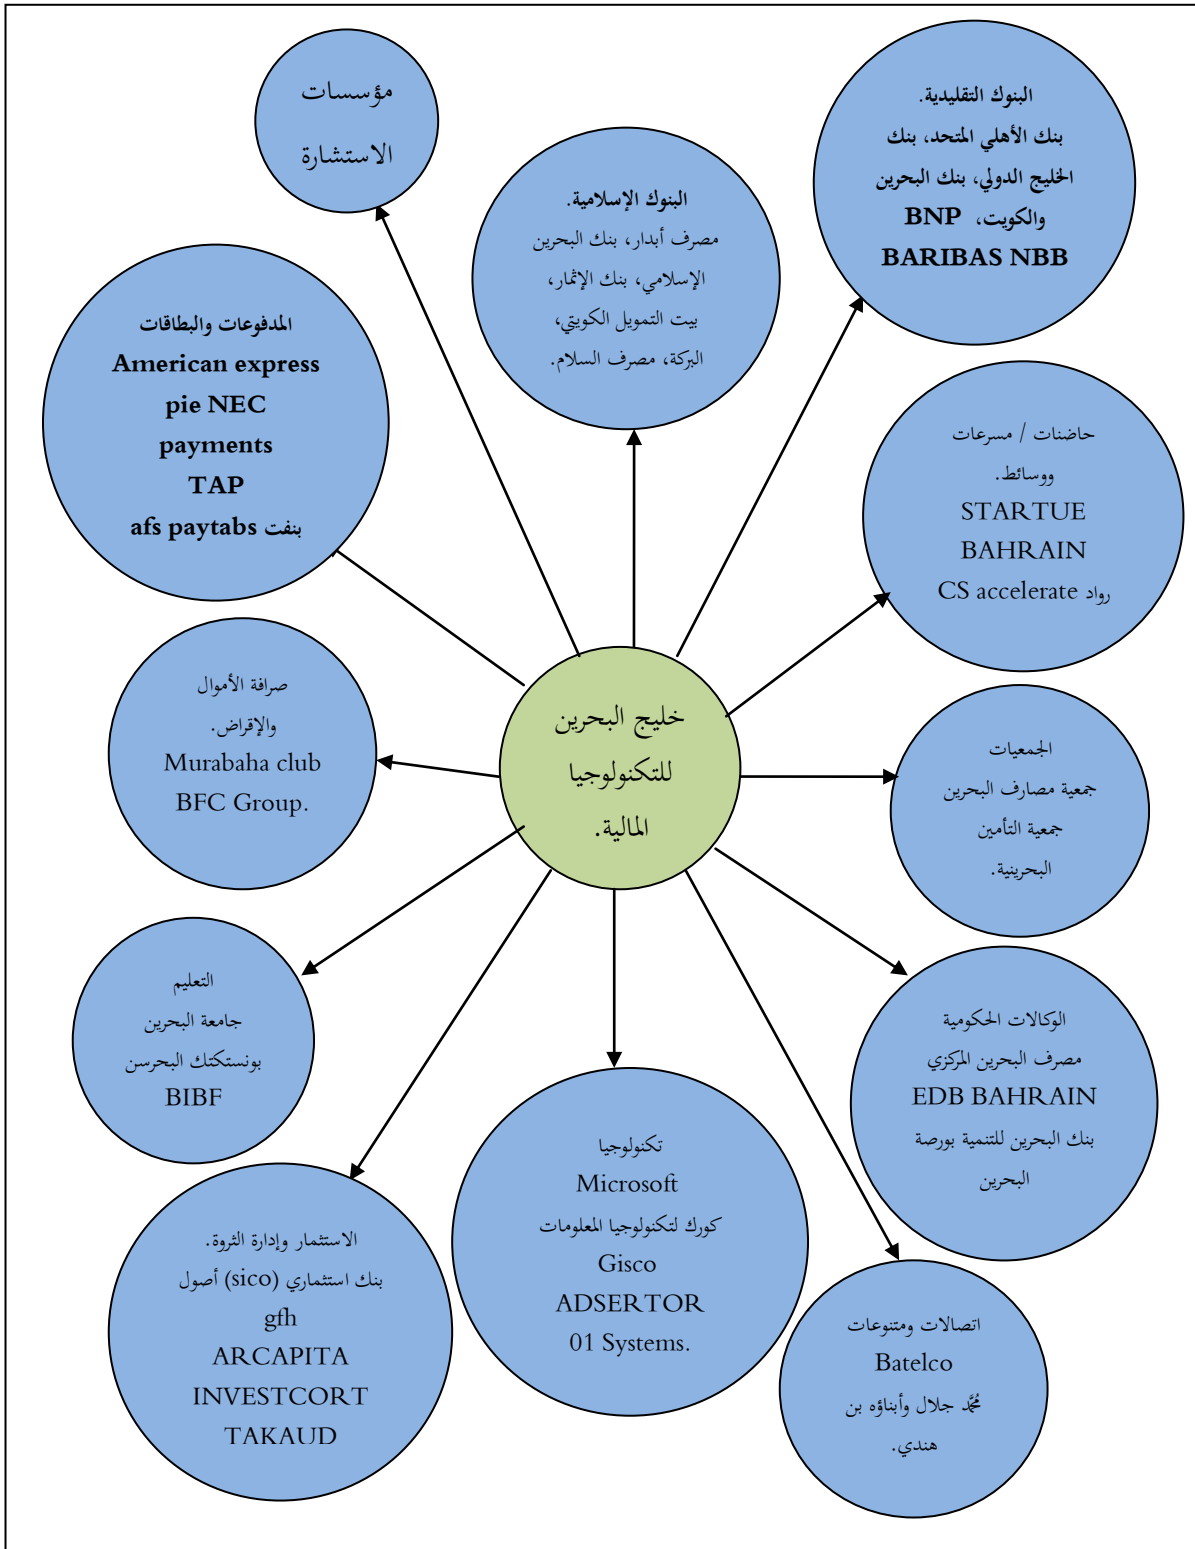 مؤسسات
الاستشارة
البنوك التقليدية.
بنك الأهلي المتحد، بنك
الخليج الدولي، بنك البحرين
والكويت، BNP
BARIBAS NBB
البنوك الإسلامية.
مصرف أبدار، بنك البحرين
الإسلامي، بنك الإثمار،
بيت التمويل الكويتي،
البركة، مصرف السلام.
المدفوعات والبطاقات
American express
pie NEC
payments
TAP
بنفت afs paytabs
حاضنات / مسرعات
ووسائط.
STARTUE
BAHRAIN
رواد CS accelerate
صرافة الأموال
والإقراض.
Murabaha club
BFC Group.
خليج البحرين
للتكنولوجيا
المالية.
الجمعيات
جمعية مصارف البحرين
جمعية التأمين
البحرينية.
التعليم
جامعة البحرين
بونستكتك البحرسن
BIBF
الوكالات الحكومية
مصرف البحرين المركزي
EDB BAHRAIN
بنك البحرين للتنمية بورصة
البحرين
تكنولوجيا
Microsoft
كورك لتكنولوجيا المعلومات
Gisco
ADSERTOR
01 Systems.
الاستثمار وإدارة الثروة.
بنك استثماري (sico) أصول
gfh
ARCAPITA
INVESTCORT
TAKAUD
اتصالات ومتنوعات
Batelco
مُحَّد جلال وأبناؤه بن
هندي.